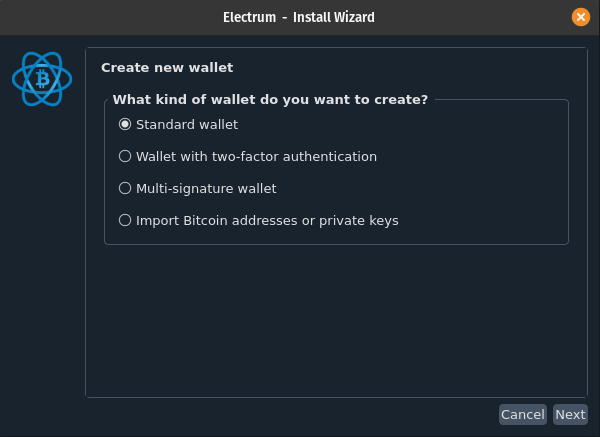 Electrum - Install Wizard
Create new wallet
What kind of wallet do you want to create?
Standard wallet
Wallet with two-factor authentication
Multi-signature wallet
Import Bitcoin addresses or private keys
Cancel Next